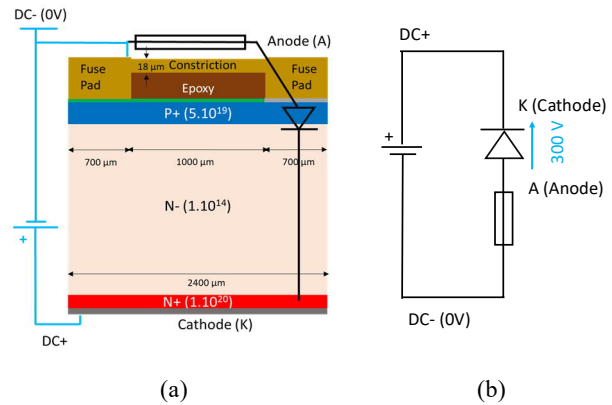 DC- (0V)
Anode (A)
Fuse
Pad
18 µm
Constriction
Fuse
Pad
Epoxy
P+ (5.10¹⁹)
700 µm
1000 µm
700 µm
N- (1.10¹⁴)
+
2400 µm
N+ (1.10²⁰)
Cathode (K)
DC+
(a)
DC+
K (Cathode)
+
300 V
A (Anode)
DC- (0V)
(b)